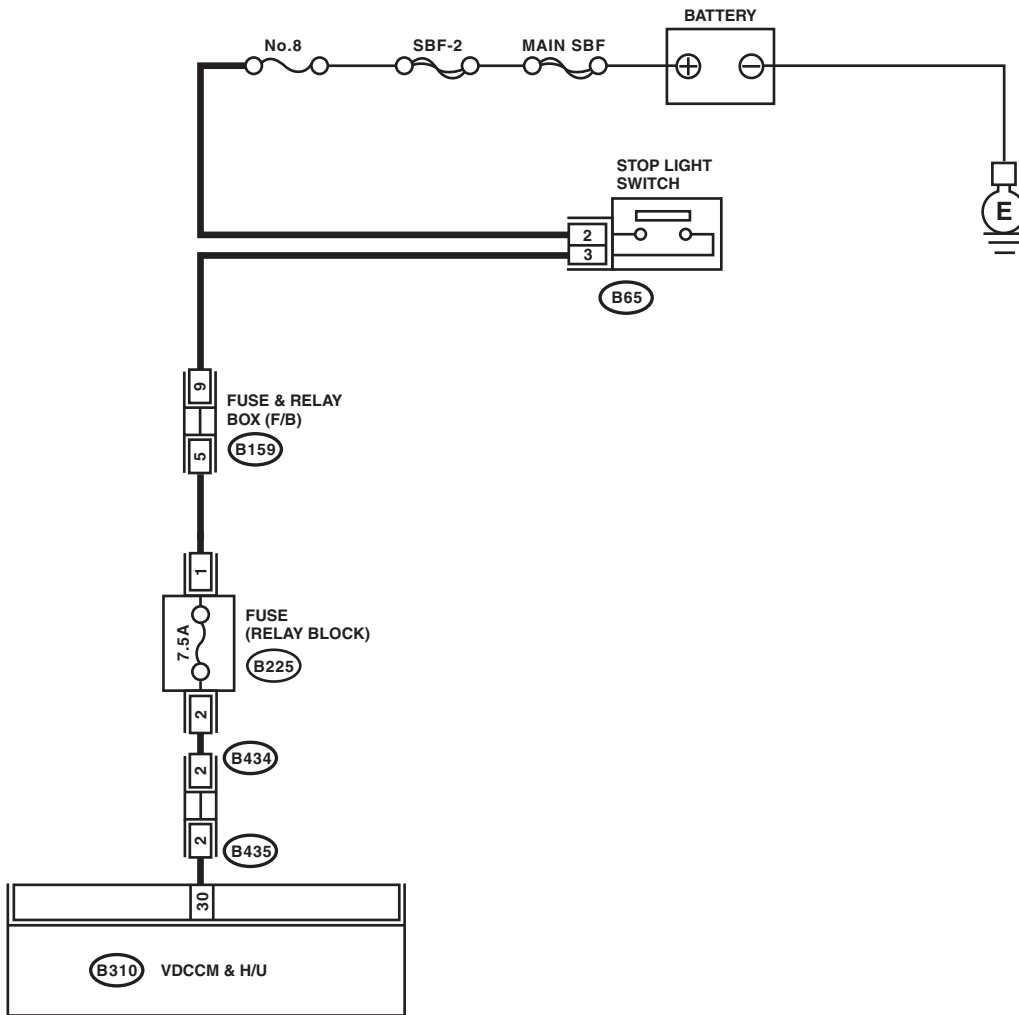 BATTERY
No.8
SBF-2
MAIN SBF
STOP LIGHT
SWITCH
E
2
3
B65
9
FUSE & RELAY
BOX (F/B)
B159
5
1
7.5A
FUSE
(RELAY BLOCK)
B225
2
B434
2
2
B435
30
B310
VDCCM & H/U